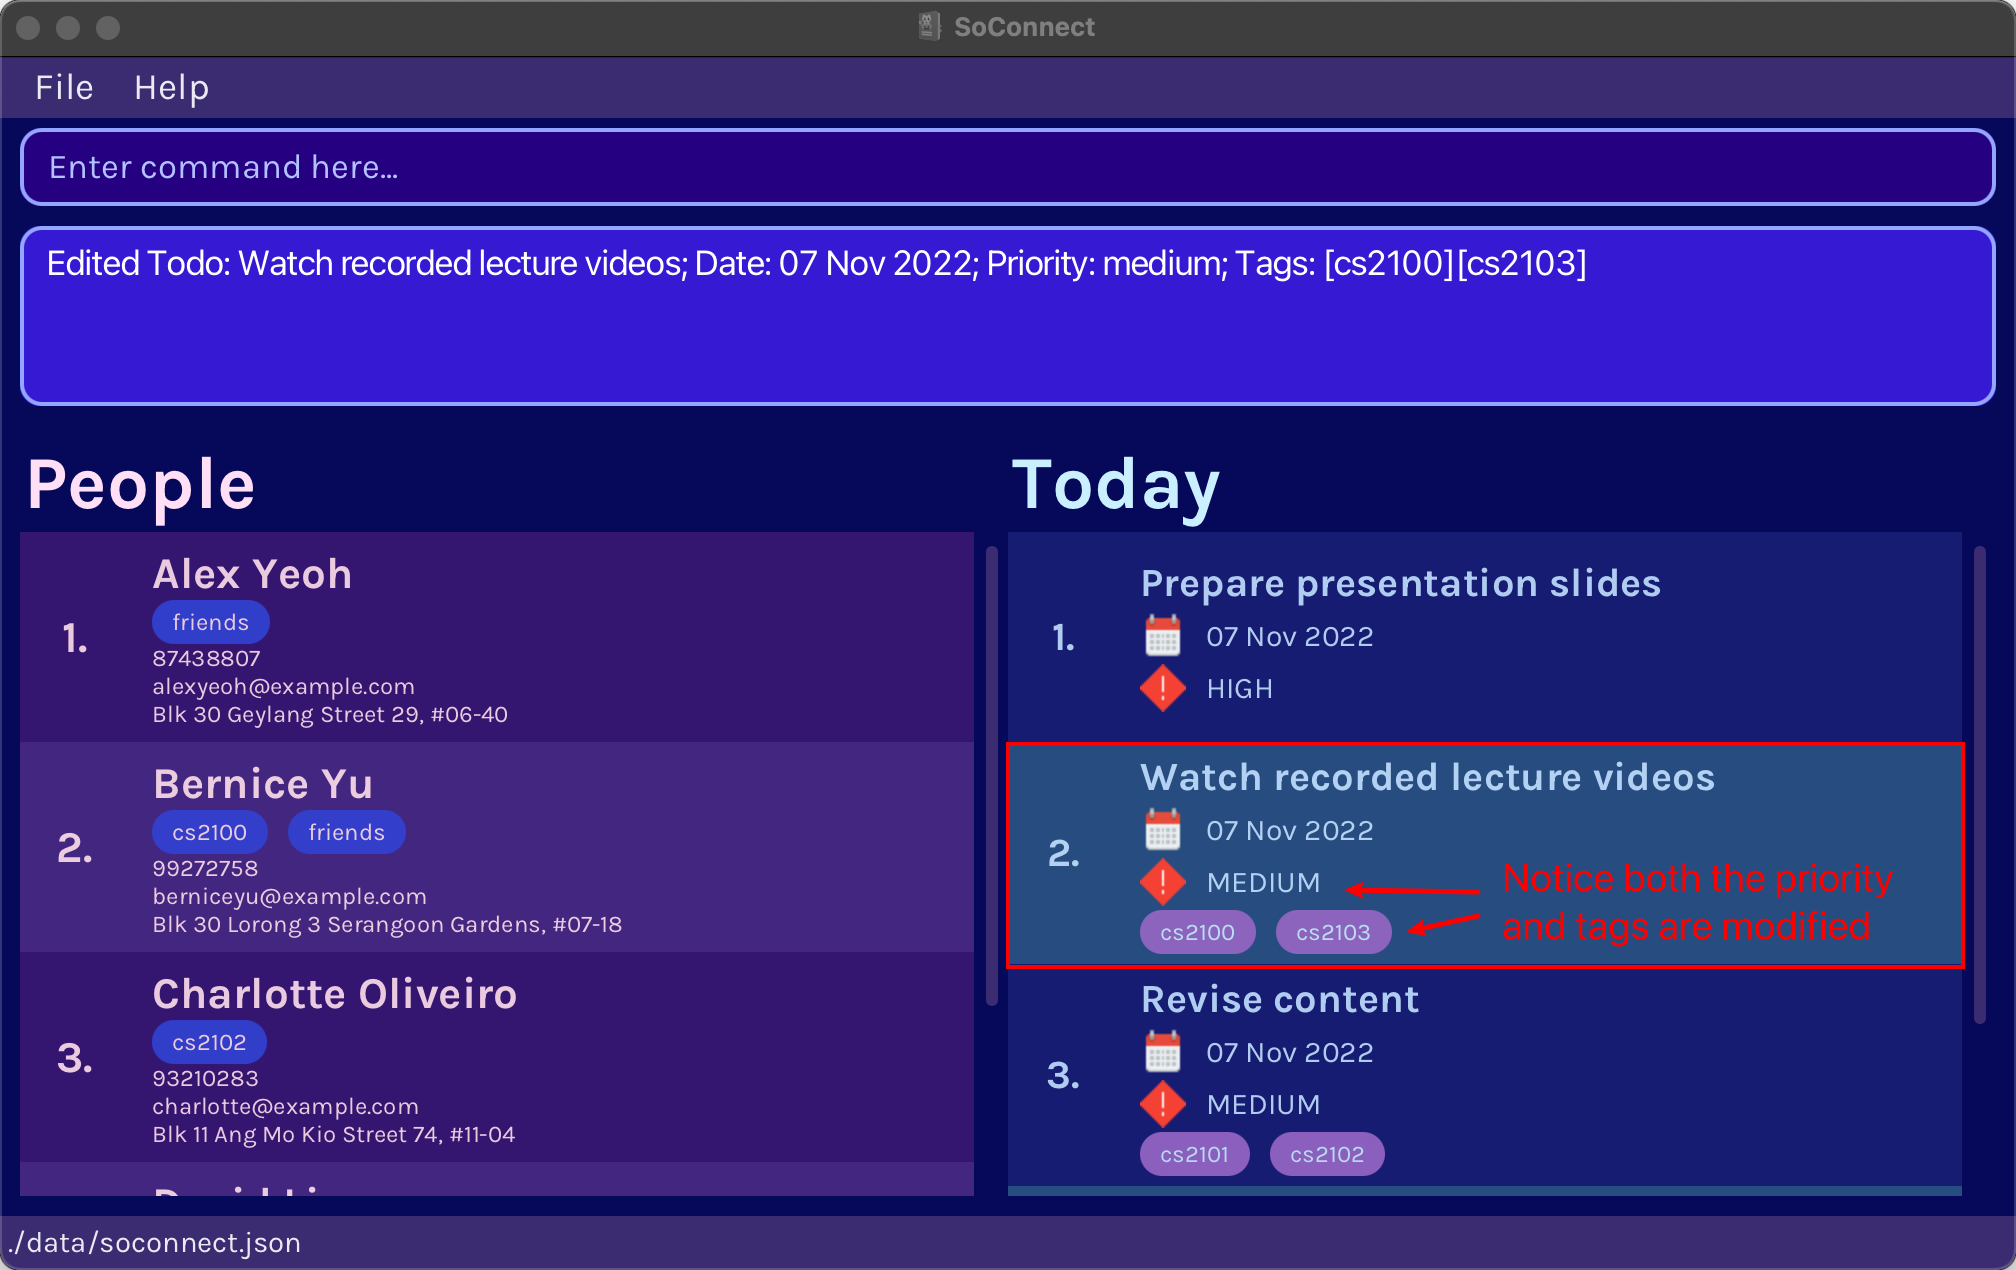 SoConnect
File Help
Enter command here...
Edited Todo: Watch recorded lecture videos; Date: 07 Nov 2022; Priority: medium; Tags: [cs2100][cs2103]
People
1.
Alex Yeoh
friends
87438807
alexyeoh@example.com
Blk 30 Geylang Street 29, #06-40
2.
Bernice Yu
cs2100 friends
99272758
berniceyu@example.com
Blk 30 Lorong 3 Serangoon Gardens, #07-18
3.
Charlotte Oliveiro
cs2102
93210283
charlotte@example.com
Blk 11 Ang Mo Kio Street 74, #11-04
Today
1.
Prepare presentation slides
07 Nov 2022
HIGH
2.
Watch recorded lecture videos
07 Nov 2022
MEDIUM
cs2100 cs2103
Notice both the priority
and tags are modified
3.
Revise content
07 Nov 2022
MEDIUM
cs2101 cs2102
./data/soconnect.json